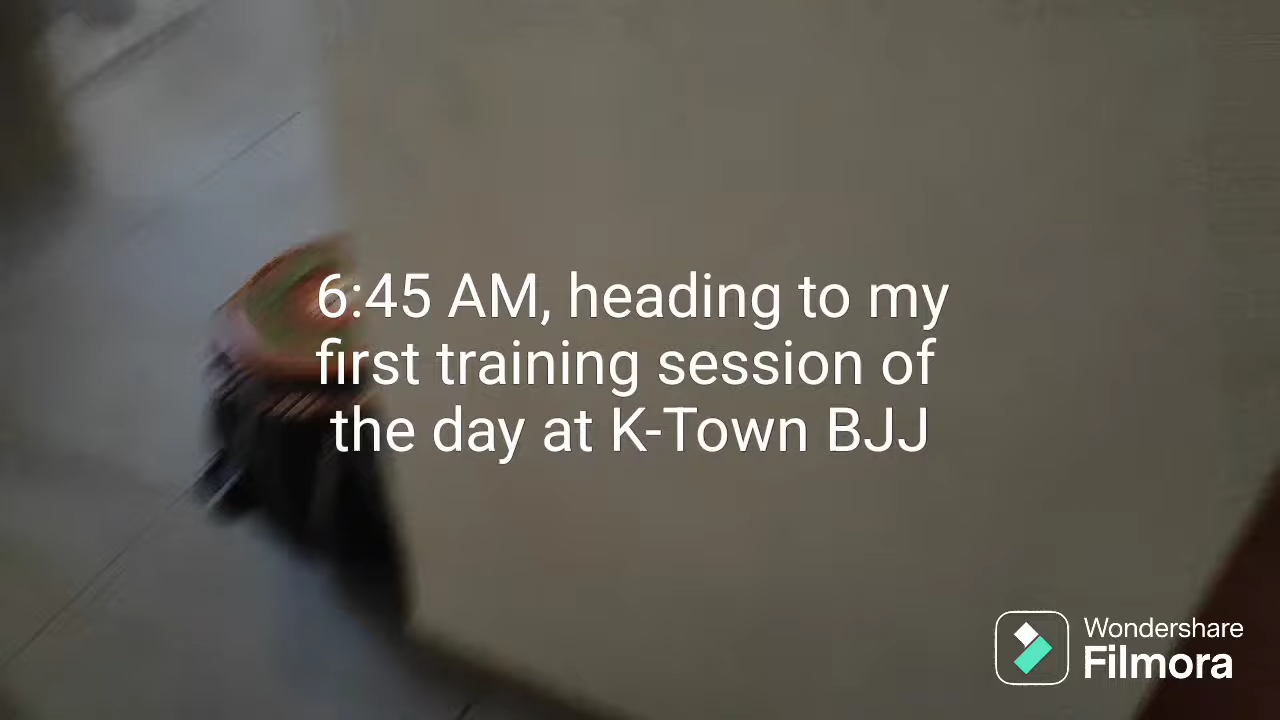 6:45 AM, heading to my
first training session of
the day at K-Town BJJ
Wondershare
Filmora